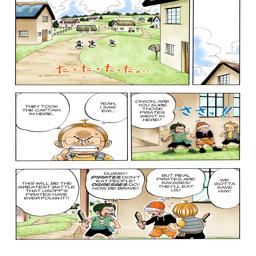 た・たったった...
THEY TOOK
THE CAPTAIN
IN HERE.
YEAH,
I SAW
'EM...
ONION, ARE
YOU SURE
THOSE
PIRATES
WENT IN
HERE?
THIS WILL BE THE
GREATEST BATTLE
THAT USOPP'S
PIRATES HAVE
EVER FOUGHT!!
DUMMY!
PIRATES DON'T
EAT PEOPLE!
OGRESSES DO!
NOW BE BRAVE!
BUT REAL
PIRATES ARE
SAVAGES!
THEY'LL EAT
US!
WE
GOTTA
SAVE
HIM!